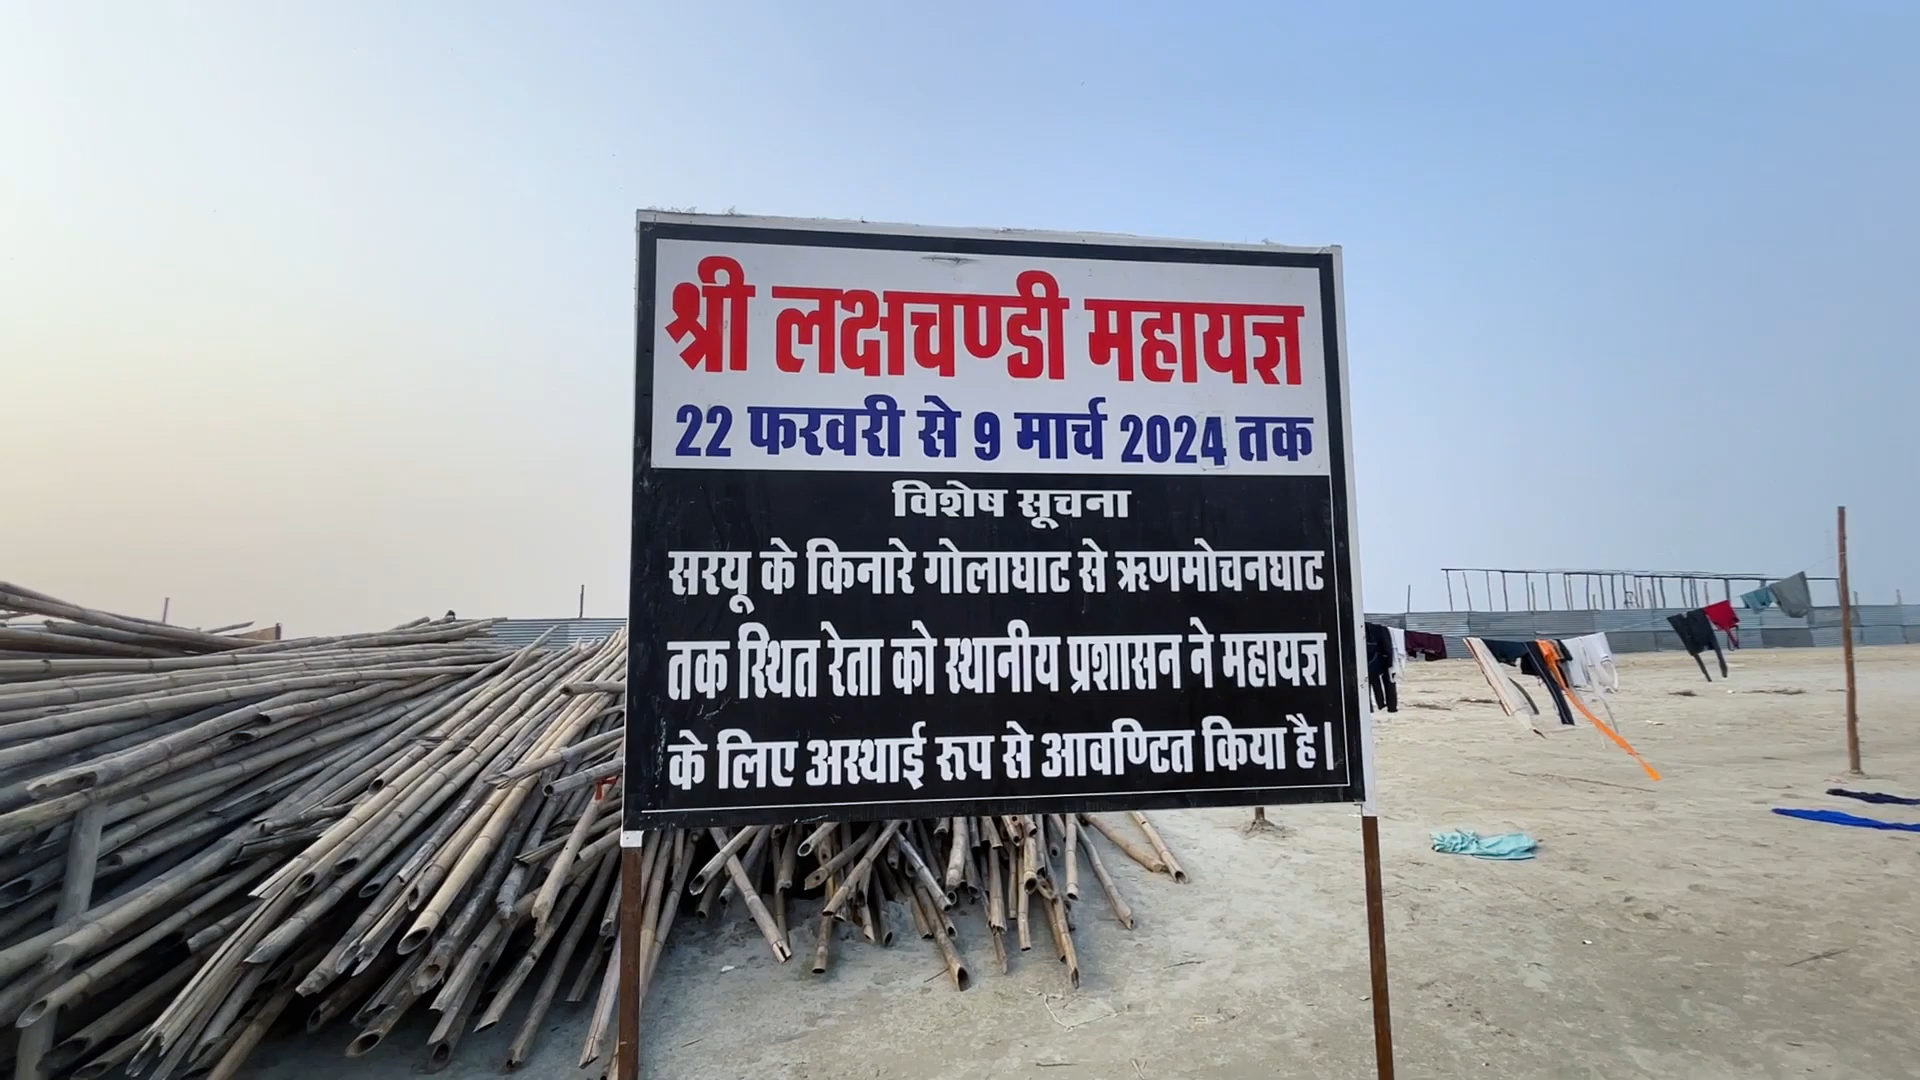 श्री लक्षचण्डी महायज्ञ
22 फरवरी से 9 मार्च 2024 तक
विशेष सूचना
सरयू के किनारे गोलाघाट से ऋणमोचनघाट
तक स्थित रेता को स्थानीय प्रशासन ने महायज्ञ
के लिए अस्थाई रूप से आवण्टित किया है।